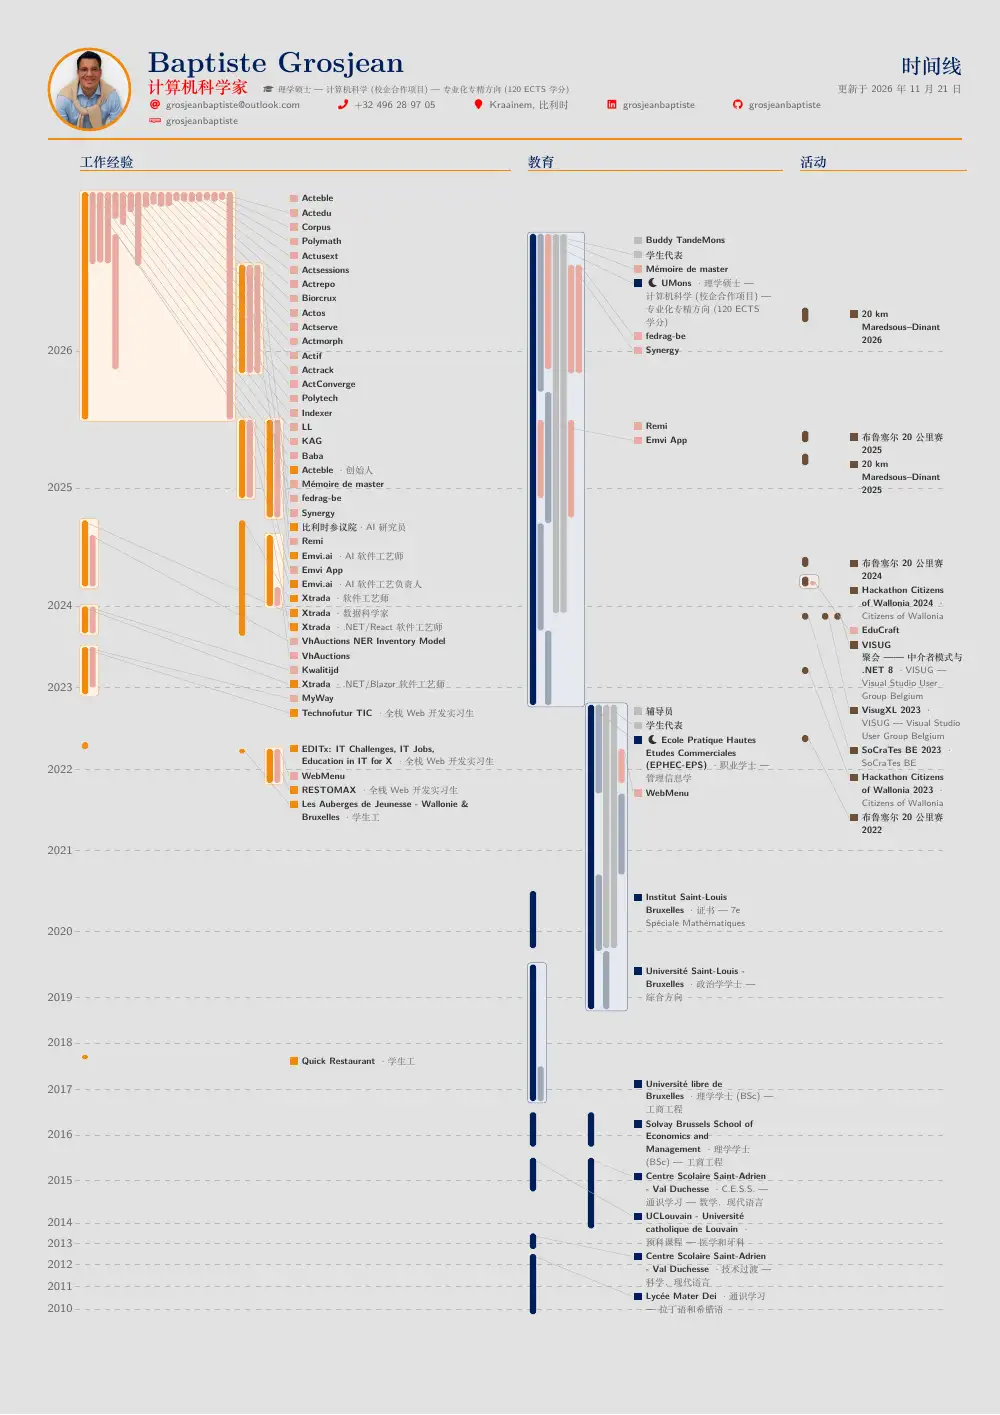 Baptiste Grosjean
时间线
计算机科学家
理学硕士 — 计算机科学 (校企合作项目) — 专业化专精方向 (120 ECTS 学分)
更新于 2026 年 11 月 21 日
grosjeanbaptiste@outlook.com
+32 496 28 97 05
Kraainem, 比利时
grosjeanbaptiste
grosjeanbaptiste
grosjeanbaptiste
工作经验
教育
活动
2026
2025
2024
2023
2022
2021
2020
2019
2018
2017
2016
2015
2014
2013
2012
2011
2010
Acteble
Actedu
Corpus
Polymath
Actusext
Actsessions
Actrepo
Biorcrux
Actos
Actserve
Actmorph
Actif
Actrack
ActConverge
Polytech
Indexer
LL
KAG
Baba
Acteble · 创始人
Mémoire de master
fedrag-be
Synergy
比利时参议院 · AI 研究员
Remi
Emvi.ai · AI 软件工艺师
Emvi App
Emvi.ai · AI 软件工艺负责人
Xtrada · 软件工艺师
Xtrada · 数据科学家
Xtrada · .NET/React 软件工艺师
VhAuctions NER Inventory Model
VhAuctions
Kwalitijd
Xtrada · .NET/Blazor 软件工艺师
MyWay
Technofutur TIC · 全栈 Web 开发实习生
EDITx: IT Challenges, IT Jobs,
Education in IT for X · 全栈 Web 开发实习生
WebMenu
RESTOMAX · 全栈 Web 开发实习生
Les Auberges de Jeunesse - Wallonie &
Bruxelles · 学生工
Quick Restaurant · 学生工
Buddy TandeMons
学生代表
Mémoire de master
UMons · 理学硕士 —
计算机科学 (校企合作项目) —
专业化专精方向 (120 ECTS
学分)
fedrag-be
Synergy
Remi
Emvi App
辅导员
学生代表
Ecole Pratique Hautes
Etudes Commerciales
(EPHEC-EPS) · 职业学士 —
管理信息学
WebMenu
Institut Saint-Louis
Bruxelles · 证书 — 7e
Spéciale Mathématiques
Université Saint-Louis -
Bruxelles · 政治学学士 —
综合方向
Université libre de
Bruxelles · 理学学士 (BSc) —
工商工程
Solvay Brussels School of
Economics and
Management · 理学学士
(BSc) — 工商工程
Centre Scolaire Saint-Adrien
- Val Duchesse · C.E.S.S. —
通识学习 — 数学、现代语言
UCLouvain - Université
catholique de Louvain ·
预科课程 — 医学和牙科
Centre Scolaire Saint-Adrien
- Val Duchesse · 技术过渡 —
科学、现代语言
Lycée Mater Dei · 通识学习
— 拉丁语和希腊语
20 km
Maredsous–Dinant
2026
布鲁塞尔 20 公里赛
2025
20 km
Maredsous–Dinant
2025
布鲁塞尔 20 公里赛
2024
Hackathon Citizens
of Wallonia 2024 ·
Citizens of Wallonia
EduCraft
VISUG
聚会 —— 中介者模式与
.NET 8 · VISUG —
Visual Studio User
Group Belgium
VisugXL 2023 ·
VISUG — Visual Studio
User Group Belgium
SoCraTes BE 2023 ·
SoCraTes BE
Hackathon Citizens
of Wallonia 2023 ·
Citizens of Wallonia
布鲁塞尔 20 公里赛
2022